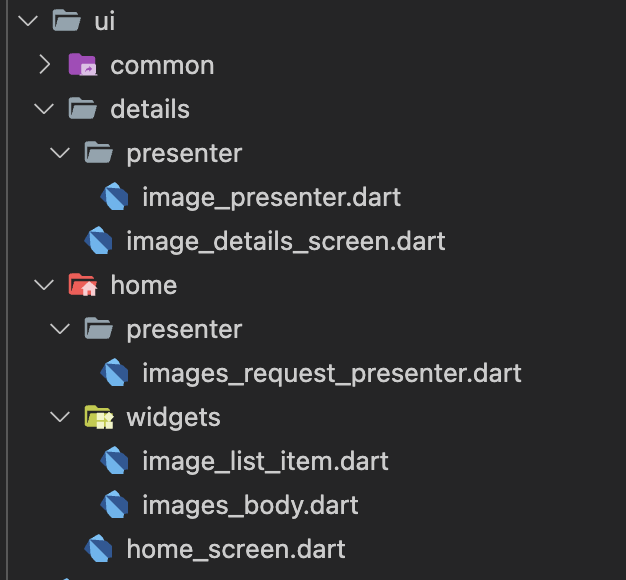 ui
common
details
presenter
image_presenter.dart
image_details_screen.dart
home
presenter
images_request_presenter.dart
widgets
image_list_item.dart
images_body.dart
home_screen.dart